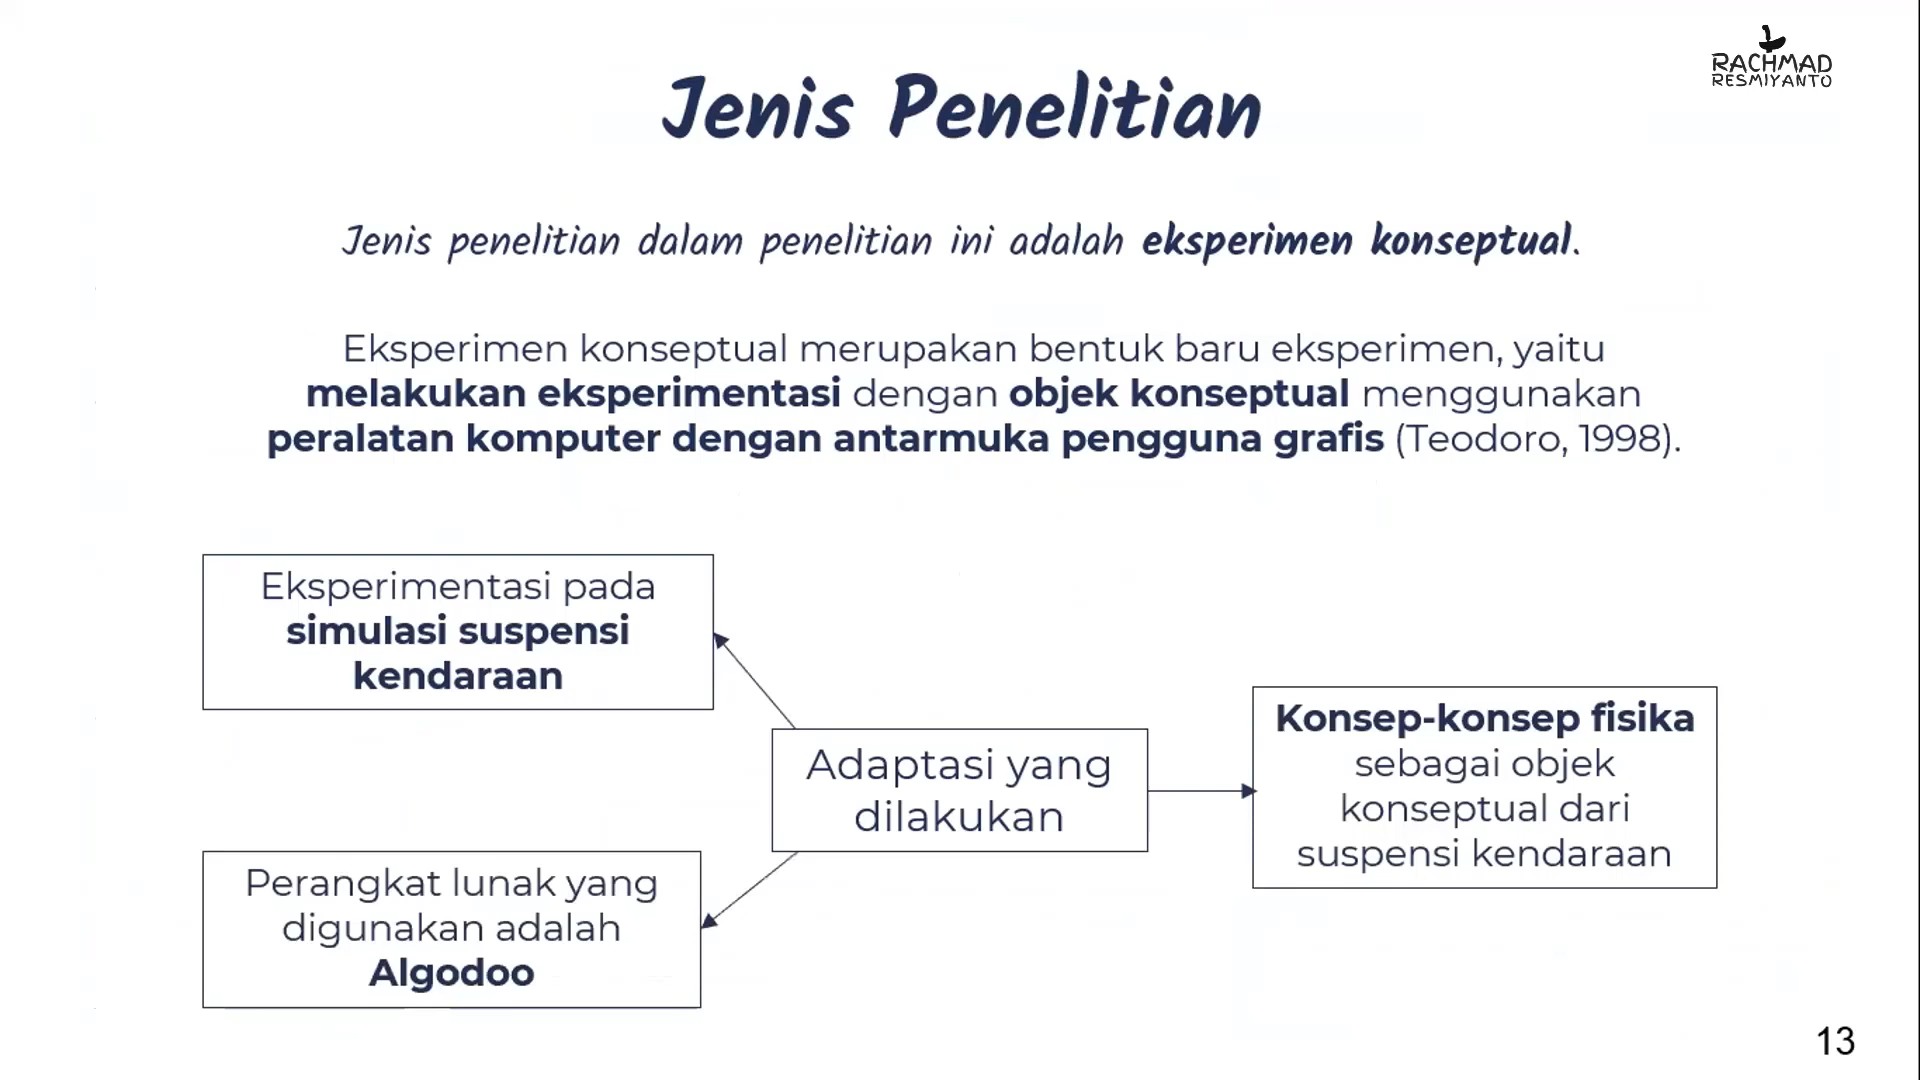 RACHMAD
RESMIYANTO
Jenis Penelitian
Jenis penelitian dalam penelitian ini adalah eksperimen konseptual.
Eksperimen konseptual merupakan bentuk baru eksperimen, yaitu
melakukan eksperimentasi dengan objek konseptual menggunakan
peralatan komputer dengan antarmuka pengguna grafis (Teodoro, 1998).
Eksperimentasi pada
simulasi suspensi
kendaraan
Adaptasi yang
dilakukan
Konsep-konsep fisika
sebagai objek
konseptual dari
suspensi kendaraan
Perangkat lunak yang
digunakan adalah
Algodoo
13